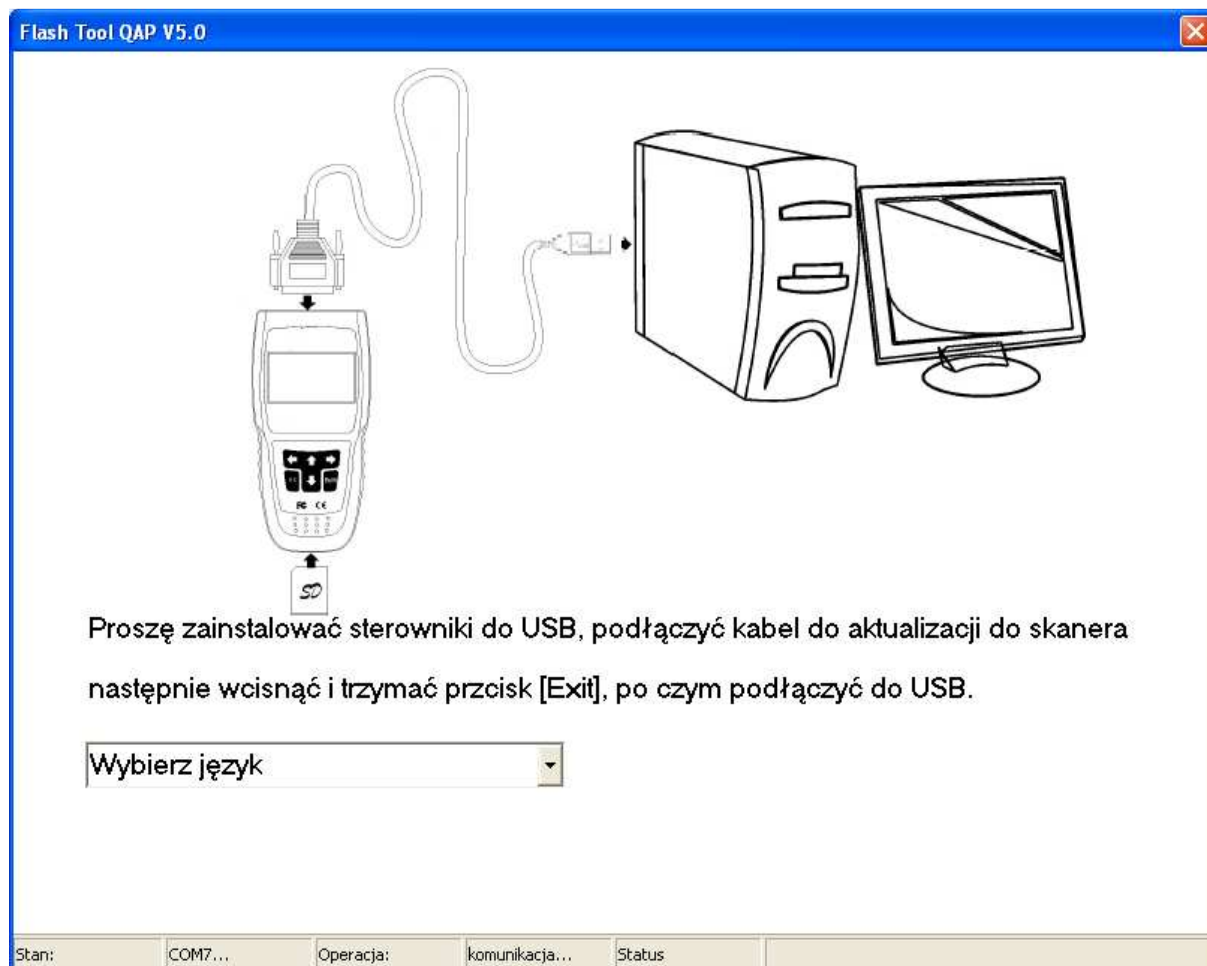 Flash Tool QAP V5.0
SD
Proszę zainstalować sterowniki do USB, podłączyć kabel do aktualizacji do skanera
następnie wcisnąć i trzymać przcisk [Exit], po czym podłączyć do USB.
Wybierz język
Stan: COM7... Operacja: komunikacja... Status